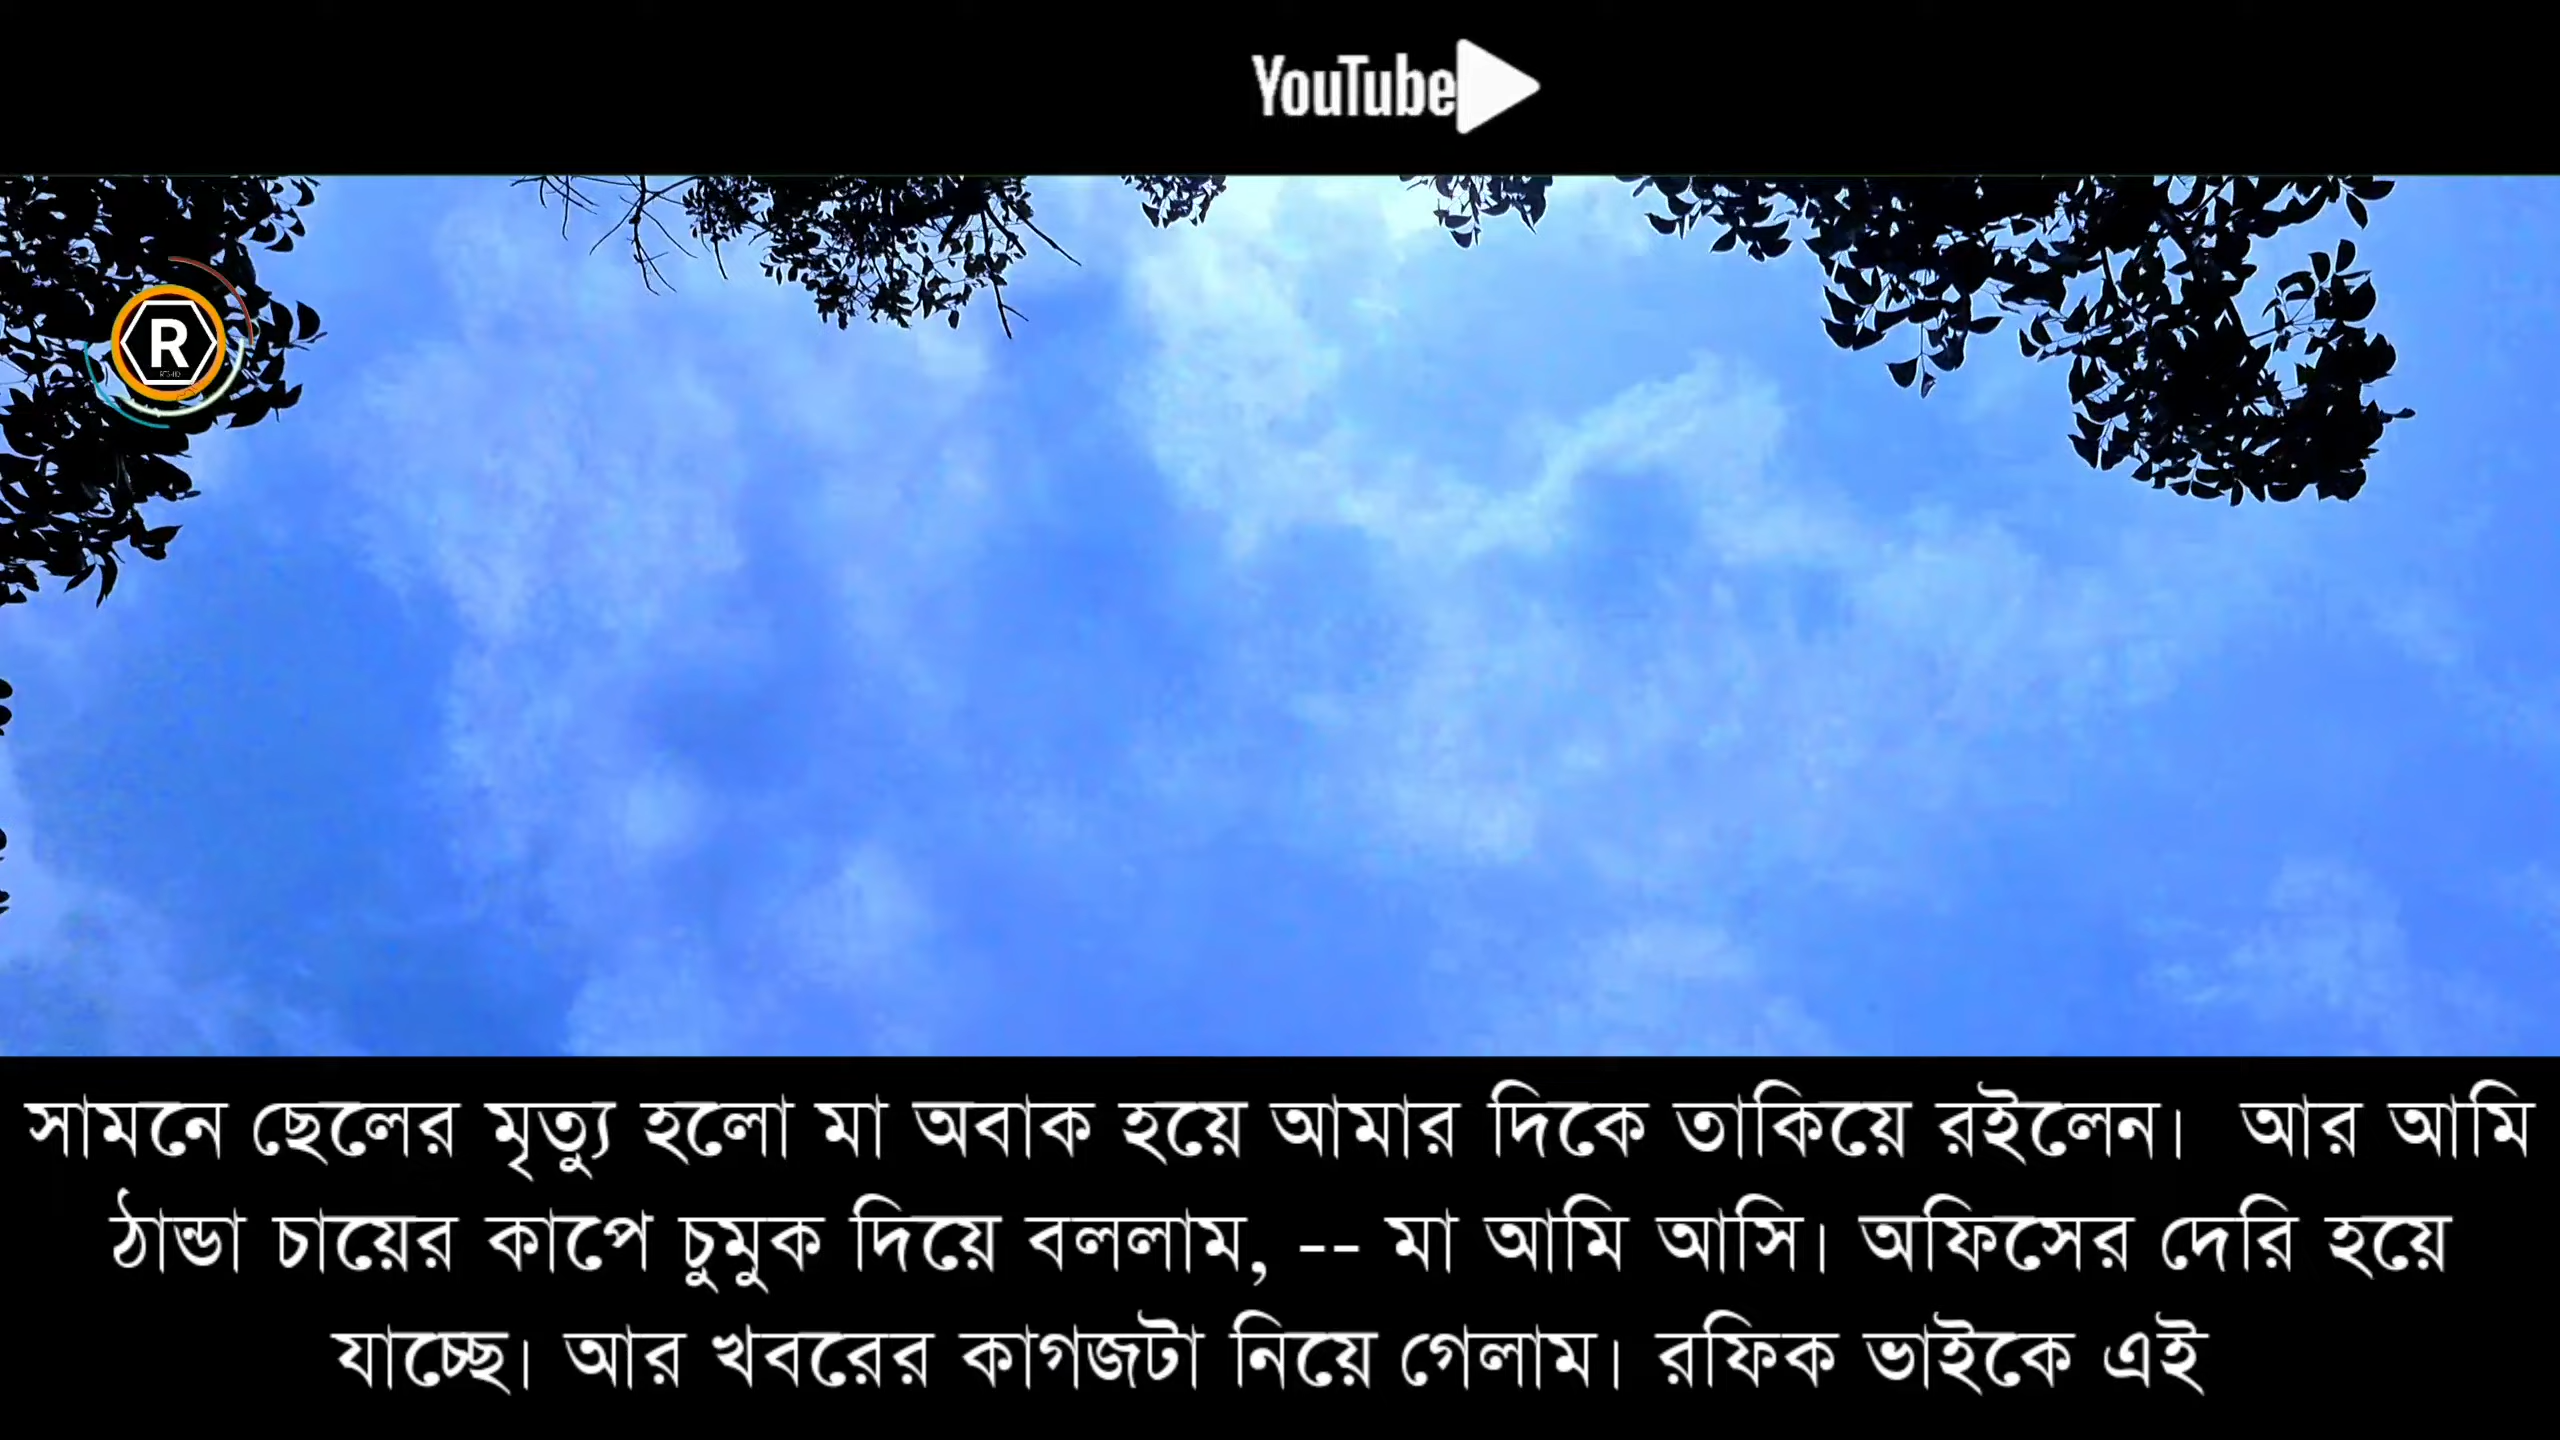 YouTube
R
সামনে ছেলের মৃত্যু হলো মা অবাক হয়ে আমার দিকে তাকিয়ে রইলেন। আর আমি
ঠান্ডা চায়ের কাপে চুমুক দিয়ে বললাম, -- মা আমি আসি। অফিসের দেরি হয়ে
যাচ্ছে। আর খবরের কাগজটা নিয়ে গেলাম। রফিক ভাইকে এই